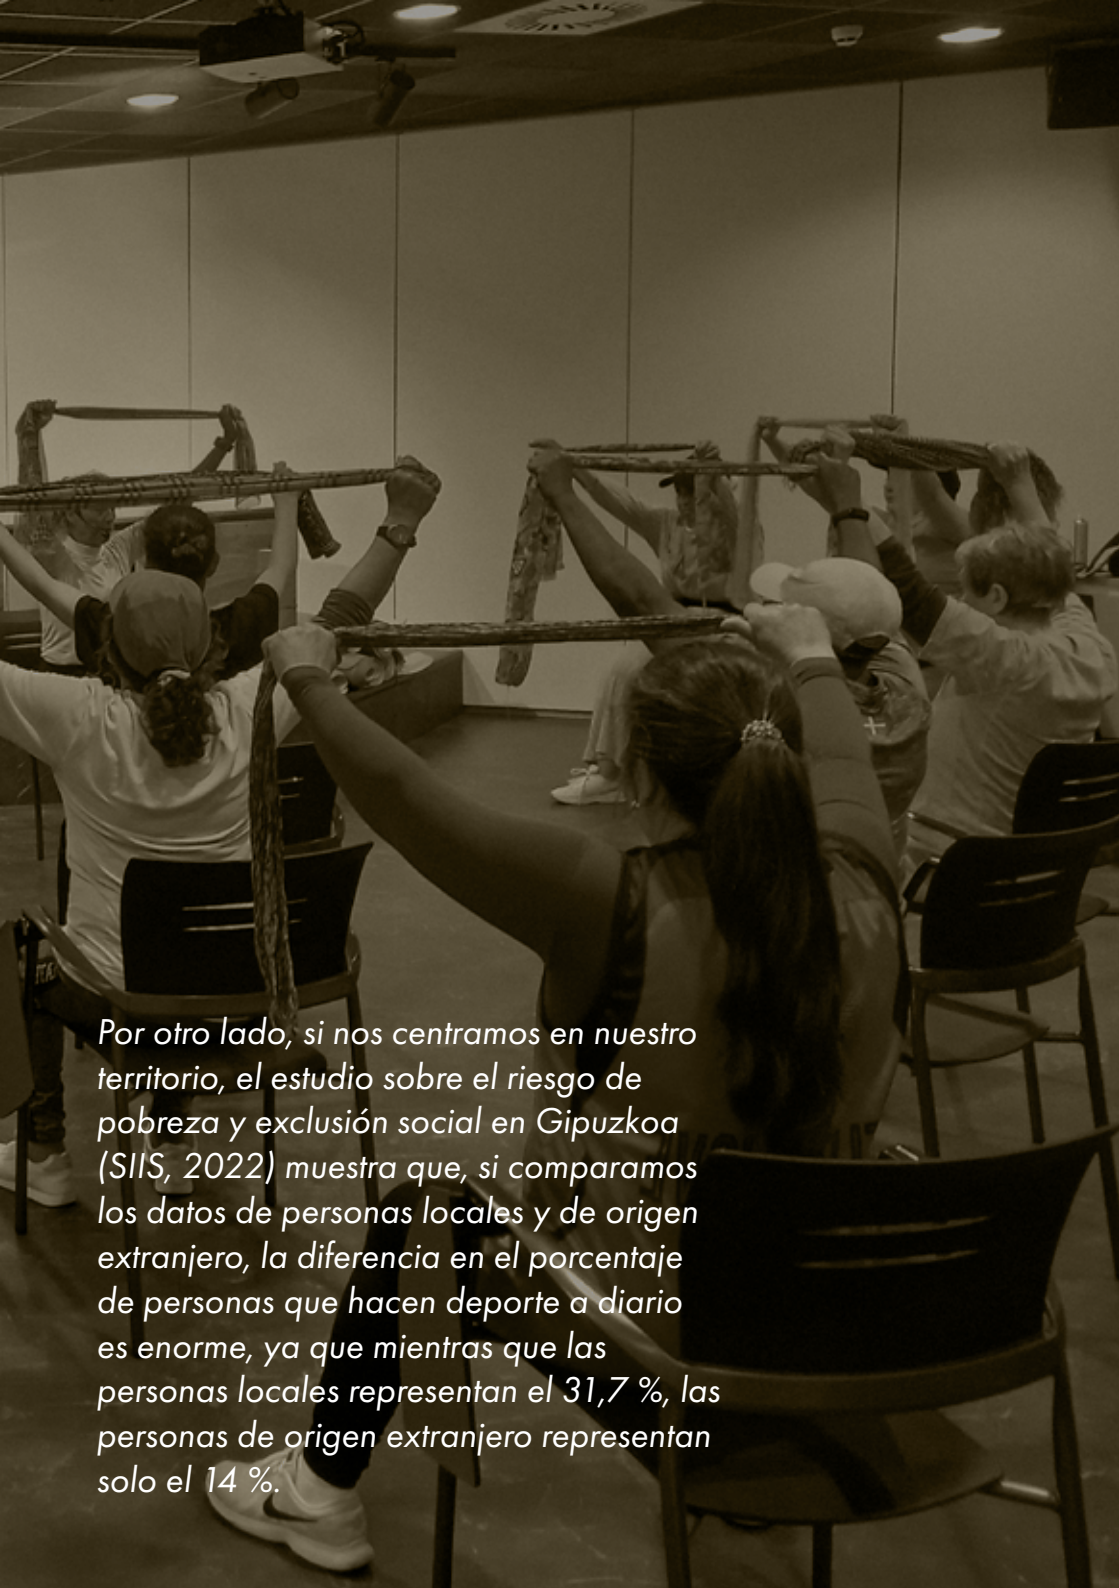 Por otro lado, si nos centramos en nuestro
territorio, el estudio sobre el riesgo de
pobreza y exclusión social en Gipuzkoa
(SIIS, 2022) muestra que, si comparamos
los datos de personas locales y de origen
extranjero, la diferencia en el porcentaje
de personas que hacen deporte a diario
es enorme, ya que mientras que las
personas locales representan el 31,7 %, las
personas de origen extranjero representan
solo el 14 %.